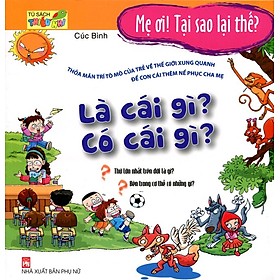 TỦ SÁCH
Mẹ ơi! Tại sao lại thế?
Cúc Bình
THỎA MÃN TRÍ TÒ MÒ CỦA TRẺ VỀ THẾ GIỚI XUNG QUANH
ĐỂ CON CÁI THÊM NỂ PHỤC CHA MẸ
Là cái gì?
Có cái gì?
Thứ lớn nhất trên đời là gì?
Bên trong cơ thể có những gì?
NHÀ XUẤT BẢN PHỤ NỮ